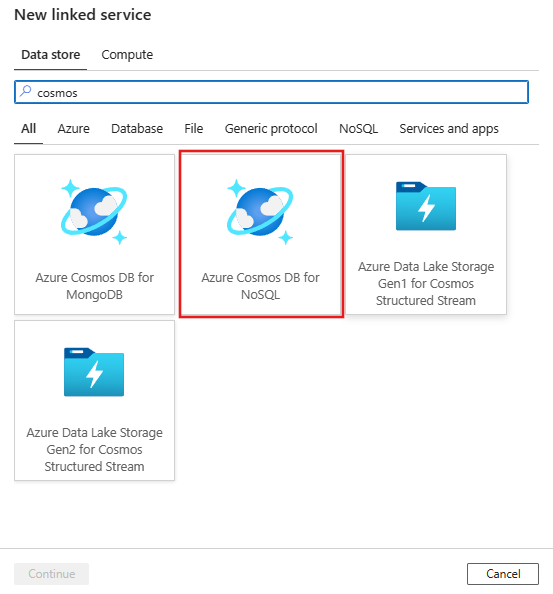 New linked service
Data store Compute
cosmos
All Azure Database File Generic protocol NoSQL Services and apps
Azure Cosmos DB for
MongoDB
Azure Cosmos DB for
NoSQL
Azure Data Lake Storage
Gen1 for Cosmos
Structured Stream
Azure Data Lake Storage
Gen2 for Cosmos
Structured Stream
Continue Cancel